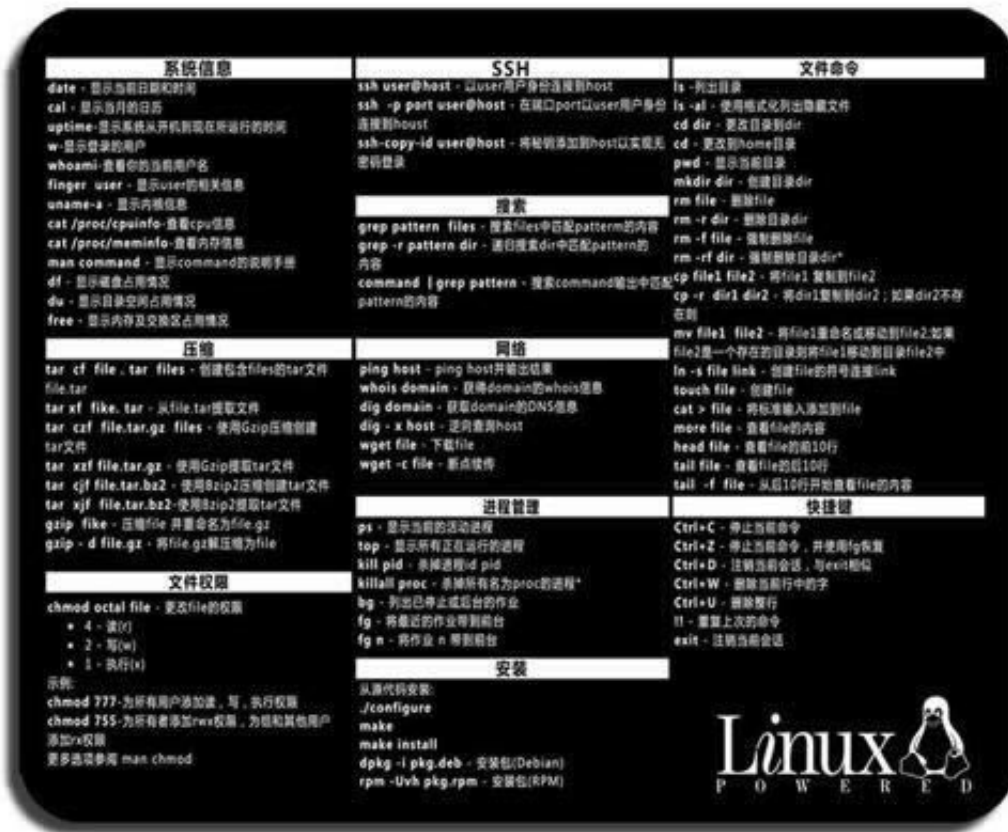 系统信息
date - 显示当前日期和时间
cal - 显示当月的日历
uptime-显示系统从开机到现在所运行的时间
w-显示登录的用户
whoami-查看你的当前用户名
finger user - 显示user的相关信息
uname-a - 显示内核信息
cat /proc/cpuinfo-查看cpu信息
cat /proc/meminfo-查看内存信息
man command - 显示command的说明手册
df - 显示磁盘占用情况
du - 显示目录空间占用情况
free - 显示内存及交换区占用情况
压缩
tar cf file . tar files - 创建包含files的tar文件
file.tar
tar xf fike. tar - 从file.tar提取文件
tar czf file.tar.gz files - 使用Gzip压缩创建
tar文件
tar xzf file.tar.gz - 使用Gzip提取tar文件
tar cjf file.tar.bz2 - 使用Bzip2压缩创建tar文件
tar xjf file.tar.bz2-使用Bzip2提取tar文件
gzip fike - 压缩file 并重命名为file.gz
gzip - d file.gz - 将file.gz解压缩为file
文件权限
chmod octal file - 更改file的权限
* 4 - 读(r)
* 2 - 写(w)
* 1 - 执行(x)
示例:
chmod 777-为所有用户添加读，写，执行权限
chmod 755-为所有者添加rwx权限，为组和其他用户
添加rx权限
更多选项参阅 man chmod
SSH
ssh user@host - 以user用户身份连接到host
ssh -p port user@host - 在端口port以user用户身份
连接到houst
ssh-copy-id user@host - 将秘钥添加到host以实现无
密码登录
搜索
grep pattern files - 搜索files中匹配patterm的内容
grep -r pattern dir - 递归搜索dir中匹配pattern的
内容
command | grep pattern - 搜索command输出中匹配
pattern的内容
网络
ping host - ping host并输出结果
whois domain - 获得domain的whois信息
dig domain - 获取domain的DNS信息
dig - x host - 逆向查询host
wget file - 下载file
wget -c file - 断点续传
进程管理
ps - 显示当前的活动进程
top - 显示所有正在运行的进程
kill pid - 杀掉进程id pid
killall proc - 杀掉所有名为proc的进程*
bg - 列出已停止或后台的作业
fg - 将最近的作业带到前台
fg n - 将作业 n 带到前台
安装
从源代码安装:
./configure
make
make install
dpkg -i pkg.deb - 安装包(Debian)
rpm -Uvh pkg.rpm - 安装包(RPM)
文件命令
ls -列出目录
ls -al - 使用格式化列出隐藏文件
cd dir - 更改目录到dir
cd - 更改到home目录
pwd - 显示当前目录
mkdir dir - 创建目录dir
rm file - 删除file
rm -r dir - 删除目录dir
rm -f file - 强制删除file
rm -rf dir - 强制删除目录dir*
cp file1 file2 - 将file1 复制到file2
cp -r dir1 dir2 - 将dir1复制到dir2；如果dir2不存
在则
mv file1 file2 - 将file1重命名或移动到file2;如果
file2是一个存在的目录则将file1移动到目录file2中
ln -s file link - 创建file的符号连接link
touch file - 创建file
cat > file - 将标准输入添加到file
more file - 查看file的内容
head file - 查看file的前10行
tail file - 查看file的后10行
tail -f file - 从后10行开始查看file的内容
快捷键
Ctrl+C - 停止当前命令
Ctrl+Z - 停止当前命令，并使用fg恢复
Ctrl+D - 注销当前会话，与exit相似
Ctrl+W - 删除当前行中的字
Ctrl+U - 删除整行
!! - 重复上次的命令
exit - 注销当前会话
Linux
POWERED